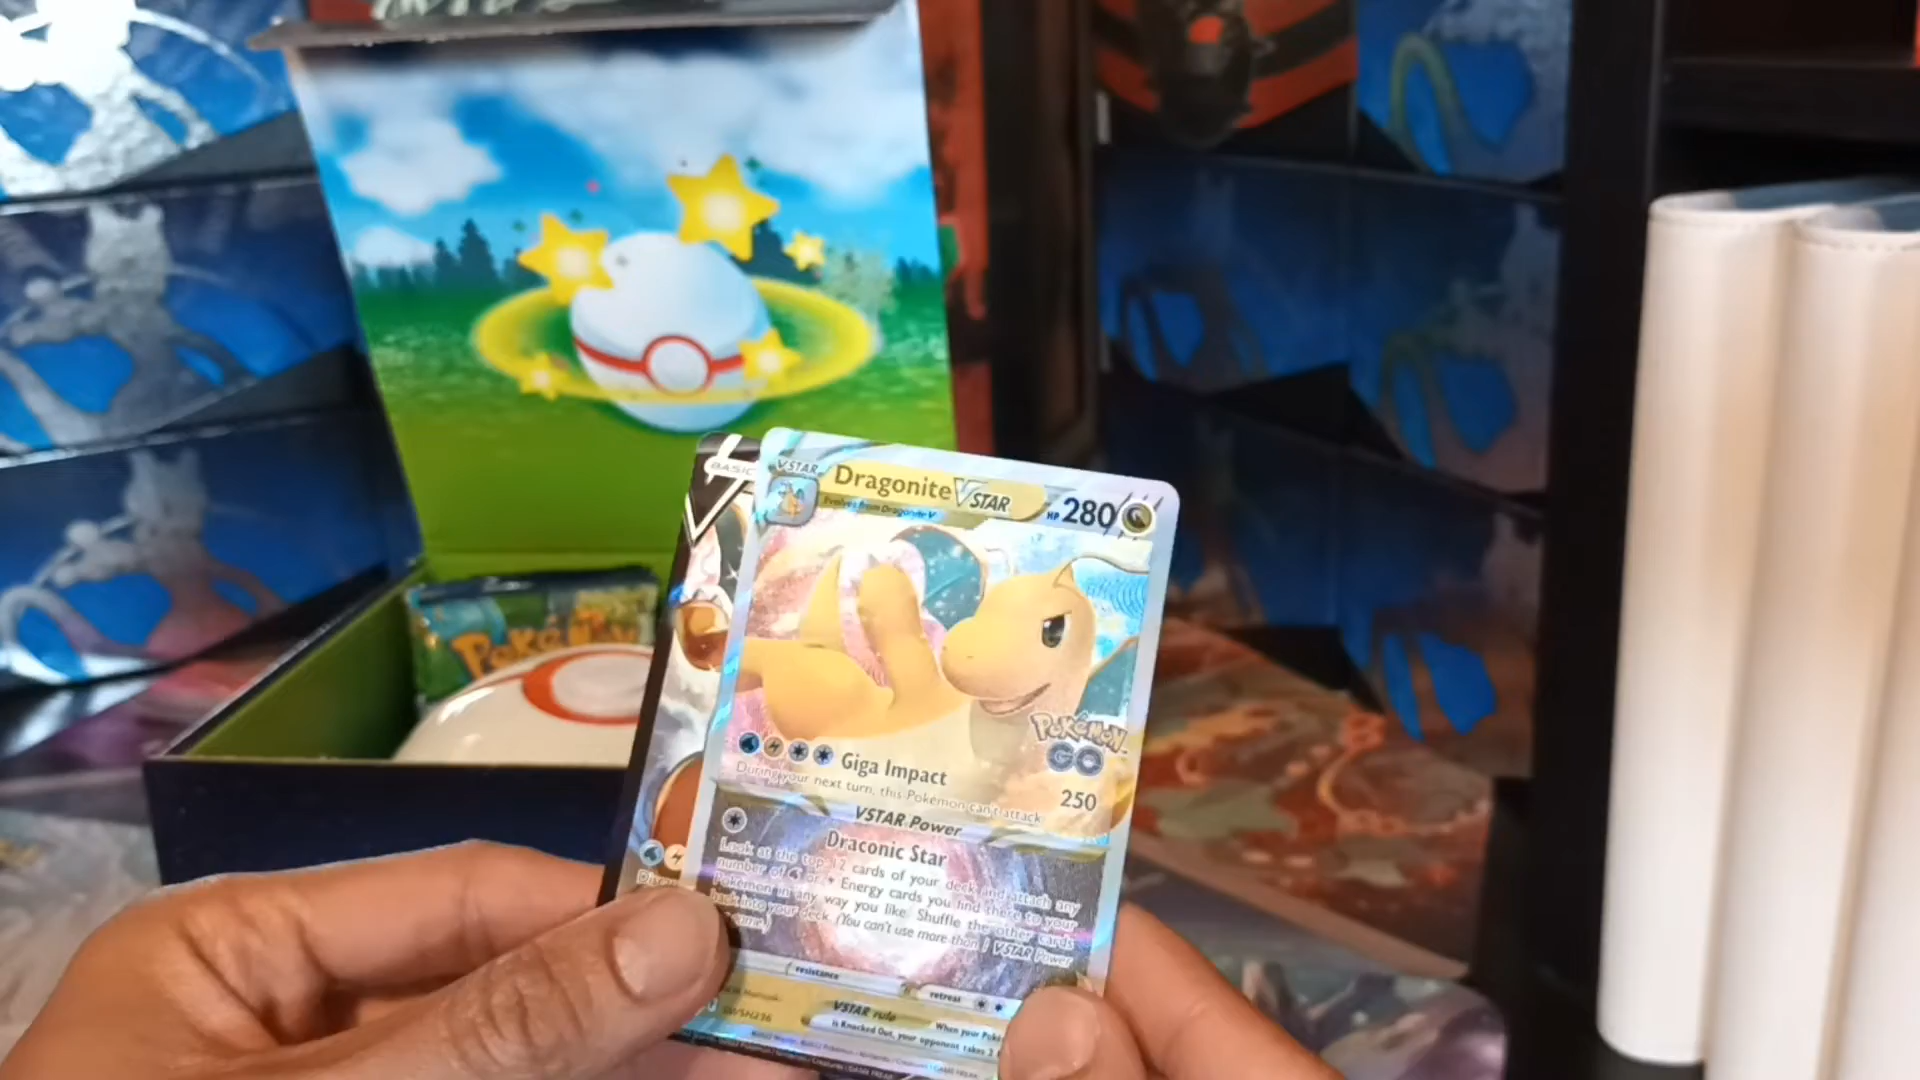 Pokémon
BASIC
VSTAR
Dragonite VSTAR
HP 280
Evolves from Dragonite V
Pokémon
GO
Giga Impact
250
During your next turn, this Pokémon can't attack
VSTAR Power
Draconic Star
Look at the top 12 cards of your deck and attach any
number of or Energy cards you find there to your
Pokémon in any way you like. Shuffle the other cards
back into your deck. (You can't use more than 1 VSTAR Power
game.)
resistance
retreat
SWSH236
VSTAR rule
When your Poké
is Knocked Out, your opponent takes 2